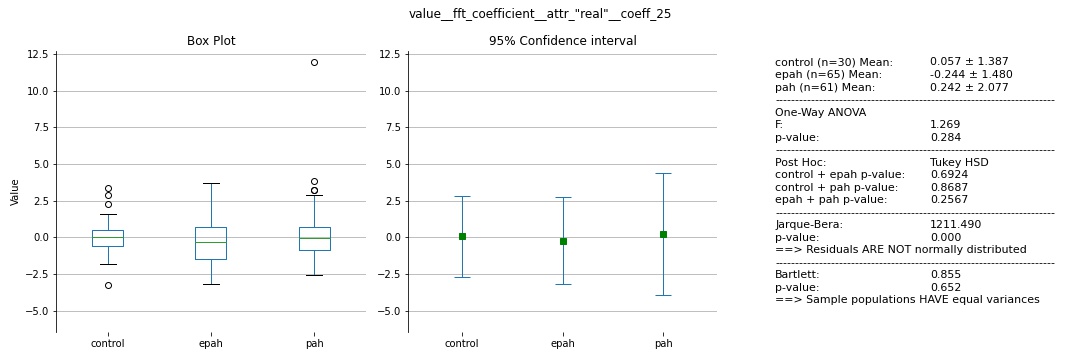 value__fft_coefficient__attr_"real"__coeff_25
Box Plot
12.5
10.0
7.5
5.0
2.5
0.0
−2.5
−5.0
Value
control
epah
pah
95% Confidence interval
12.5
10.0
7.5
5.0
2.5
0.0
−2.5
−5.0
control
epah
pah
control (n=30) Mean: 0.057 ± 1.387
epah (n=65) Mean: -0.244 ± 1.480
pah (n=61) Mean: 0.242 ± 2.077
One-Way ANOVA
F: 1.269
p-value: 0.284
Post Hoc: Tukey HSD
control + epah p-value: 0.6924
control + pah p-value: 0.8687
epah + pah p-value: 0.2567
Jarque-Bera: 1211.490
p-value: 0.000
==> Residuals ARE NOT normally distributed
Bartlett: 0.855
p-value: 0.652
==> Sample populations HAVE equal variances